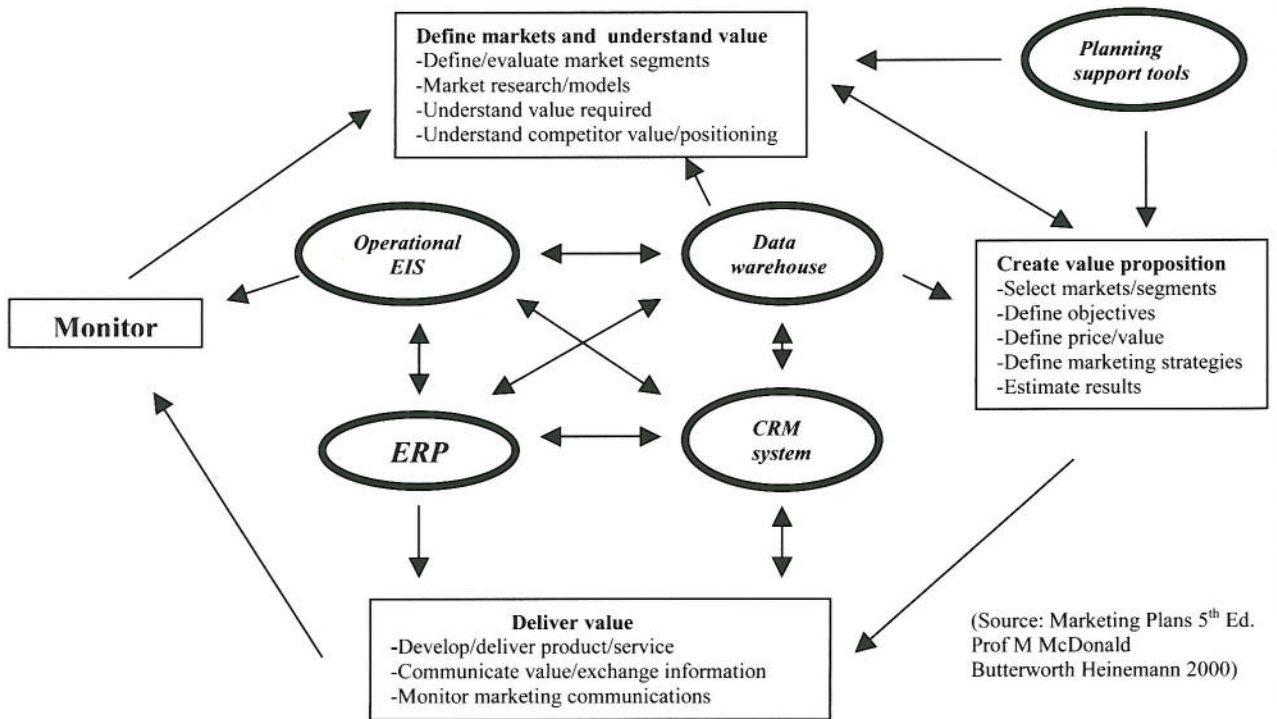 Define markets and  understand value
-Define/evaluate market segments
-Market research/models
-Understand value required
-Understand competitor value/positioning
Planning
support tools
Operational
EIS
Data
warehouse
Create value proposition
-Select markets/segments
-Define objectives
-Define price/value
-Define marketing strategies
-Estimate results
Monitor
ERP
CRM
system
Deliver value
-Develop/deliver product/service
-Communicate value/exchange information
-Monitor marketing communications
(Source: Marketing Plans 5th Ed.
Prof M McDonald
Butterworth Heinemann 2000)